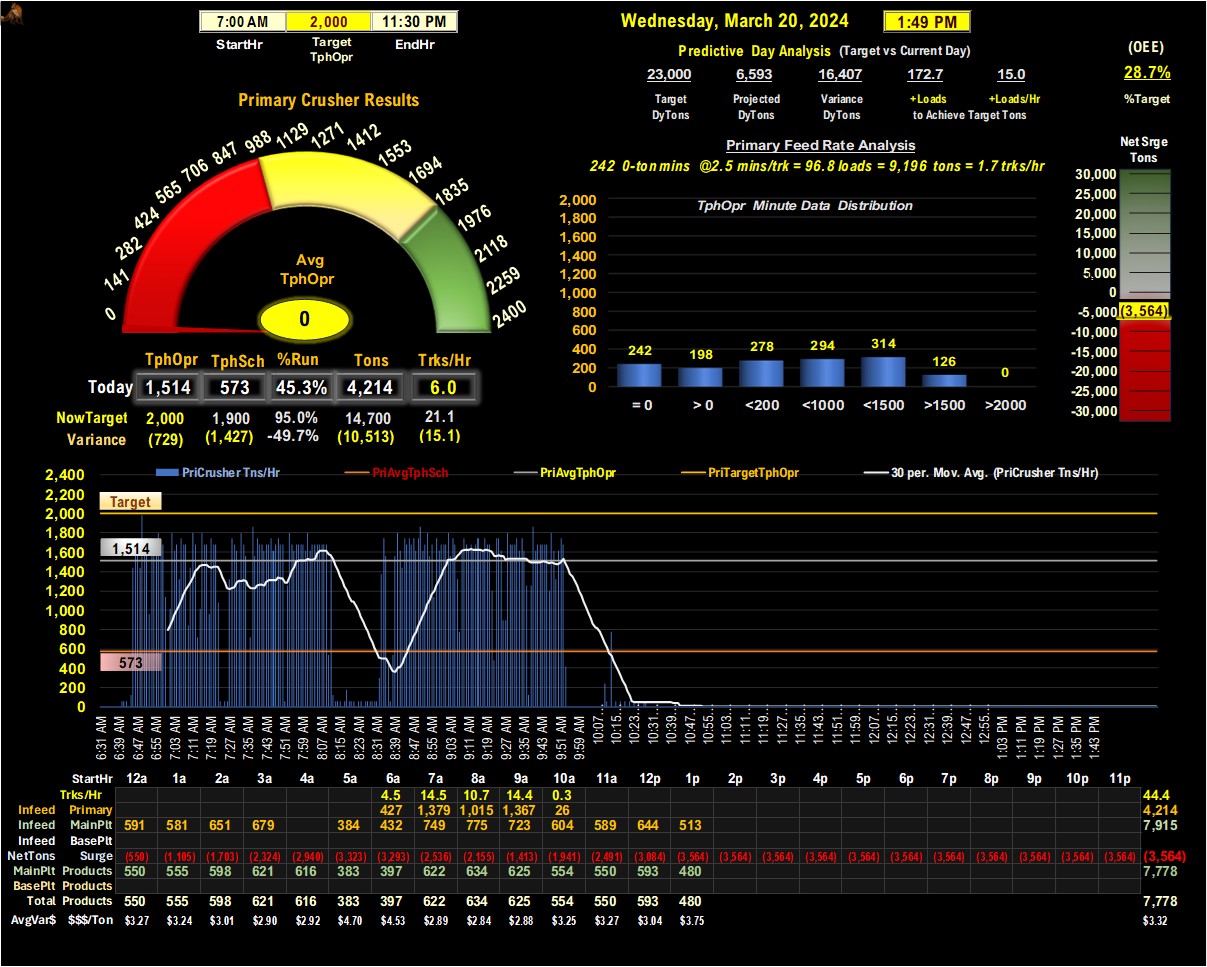 7:00 AM 2,000 11:30 PM
StartHr Target TphOpr EndHr
Wednesday, March 20, 2024 1:49 PM
Predictive Day Analysis (Target vs Current Day)
(OEE)
28.7%
%Target
23,000 6,593 16,407 172.7 15.0
Target Projected Variance +Loads +Loads/Hr
DyTons DyTons DyTons to Achieve Target Tons
Primary Crusher Results
0 141 282 424 565 706 847 988 1129 1271 1412 1553 1694 1835 1976 2118 2259 2400
Avg
TphOpr
0
TphOpr TphSch %Run Tons Trks/Hr
Today 1,514 573 45.3% 4,214 6.0
NowTarget 2,000 1,900 95.0% 14,700 21.1
Variance (729) (1,427) -49.7% (10,513) (15.1)
Primary Feed Rate Analysis
242 0-ton mins @2.5 mins/trk = 96.8 loads = 9,196 tons = 1.7 trks/hr
TphOpr Minute Data Distribution
2,000
1,800
1,600
1,400
1,200
1,000
800
600
400
200
0
242 198 278 294 314 126 0
= 0 > 0 <200 <1000 <1500 >1500 >2000
Net Srge
Tons
30,000
25,000
20,000
15,000
10,000
5,000
0
-5,000 (3,564)
-10,000
-15,000
-20,000
-25,000
-30,000
PriCrusher Tns/Hr PriAvgTphSch PriAvgTphOpr PriTargetTphOpr 30 per. Mov. Avg. (PriCrusher Tns/Hr)
2,400
2,200
2,000
1,800
1,600
1,400
1,200
1,000
800
600
400
200
0
Target
1,514
573
6:31 AM 6:39 AM 6:47 AM 6:55 AM 7:03 AM 7:11 AM 7:19 AM 7:27 AM 7:35 AM 7:43 AM 7:51 AM 7:59 AM 8:07 AM 8:15 AM 8:23 AM 8:31 AM 8:39 AM 8:47 AM 8:55 AM 9:03 AM 9:11 AM 9:19 AM 9:27 AM 9:35 AM 9:43 AM 9:51 AM 9:59 AM 10:07… 10:15… 10:23… 10:31… 10:39… 10:47… 10:55… 11:03… 11:11… 11:19… 11:27… 11:35… 11:43… 11:51… 11:59… 12:07… 12:15… 12:23… 12:31… 12:39… 12:47… 12:55… 1:03 PM 1:11 PM 1:19 PM 1:27 PM 1:35 PM 1:43 PM
StartHr 12a 1a 2a 3a 4a 5a 6a 7a 8a 9a 10a 11a 12p 1p 2p 3p 4p 5p 6p 7p 8p 9p 10p 11p
Trks/Hr 4.5 14.5 10.7 14.4 0.3 44.4
Infeed Primary 427 1,379 1,015 1,367 26 4,214
Infeed MainPlt 591 581 651 679 384 432 749 775 723 604 589 644 513 7,915
Infeed BasePlt
NetTons Surge (550) (1,105) (1,703) (2,324) (2,940) (3,323) (3,293) (2,536) (2,155) (1,413) (1,941) (2,491) (3,084) (3,564) (3,564) (3,564) (3,564) (3,564) (3,564) (3,564) (3,564) (3,564) (3,564) (3,564) (3,564)
MainPlt Products 550 555 598 621 616 383 397 622 634 625 554 550 593 480 7,778
BasePlt Products
Total Products 550 555 598 621 616 383 397 622 634 625 554 550 593 480 7,778
AvgVar$ $$$/Ton $3.27 $3.24 $3.01 $2.90 $2.92 $4.70 $4.53 $2.89 $2.84 $2.88 $3.25 $3.27 $3.04 $3.75 $3.32